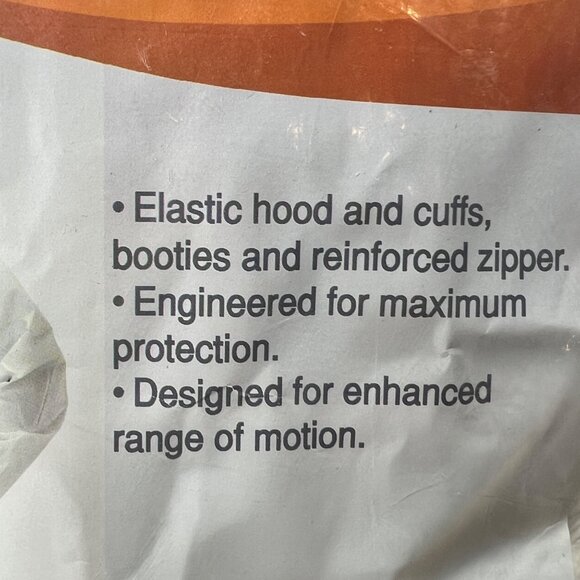 • Elastic hood and cuffs,
booties and reinforced zipper.
• Engineered for maximum
protection.
• Designed for enhanced
range of motion.